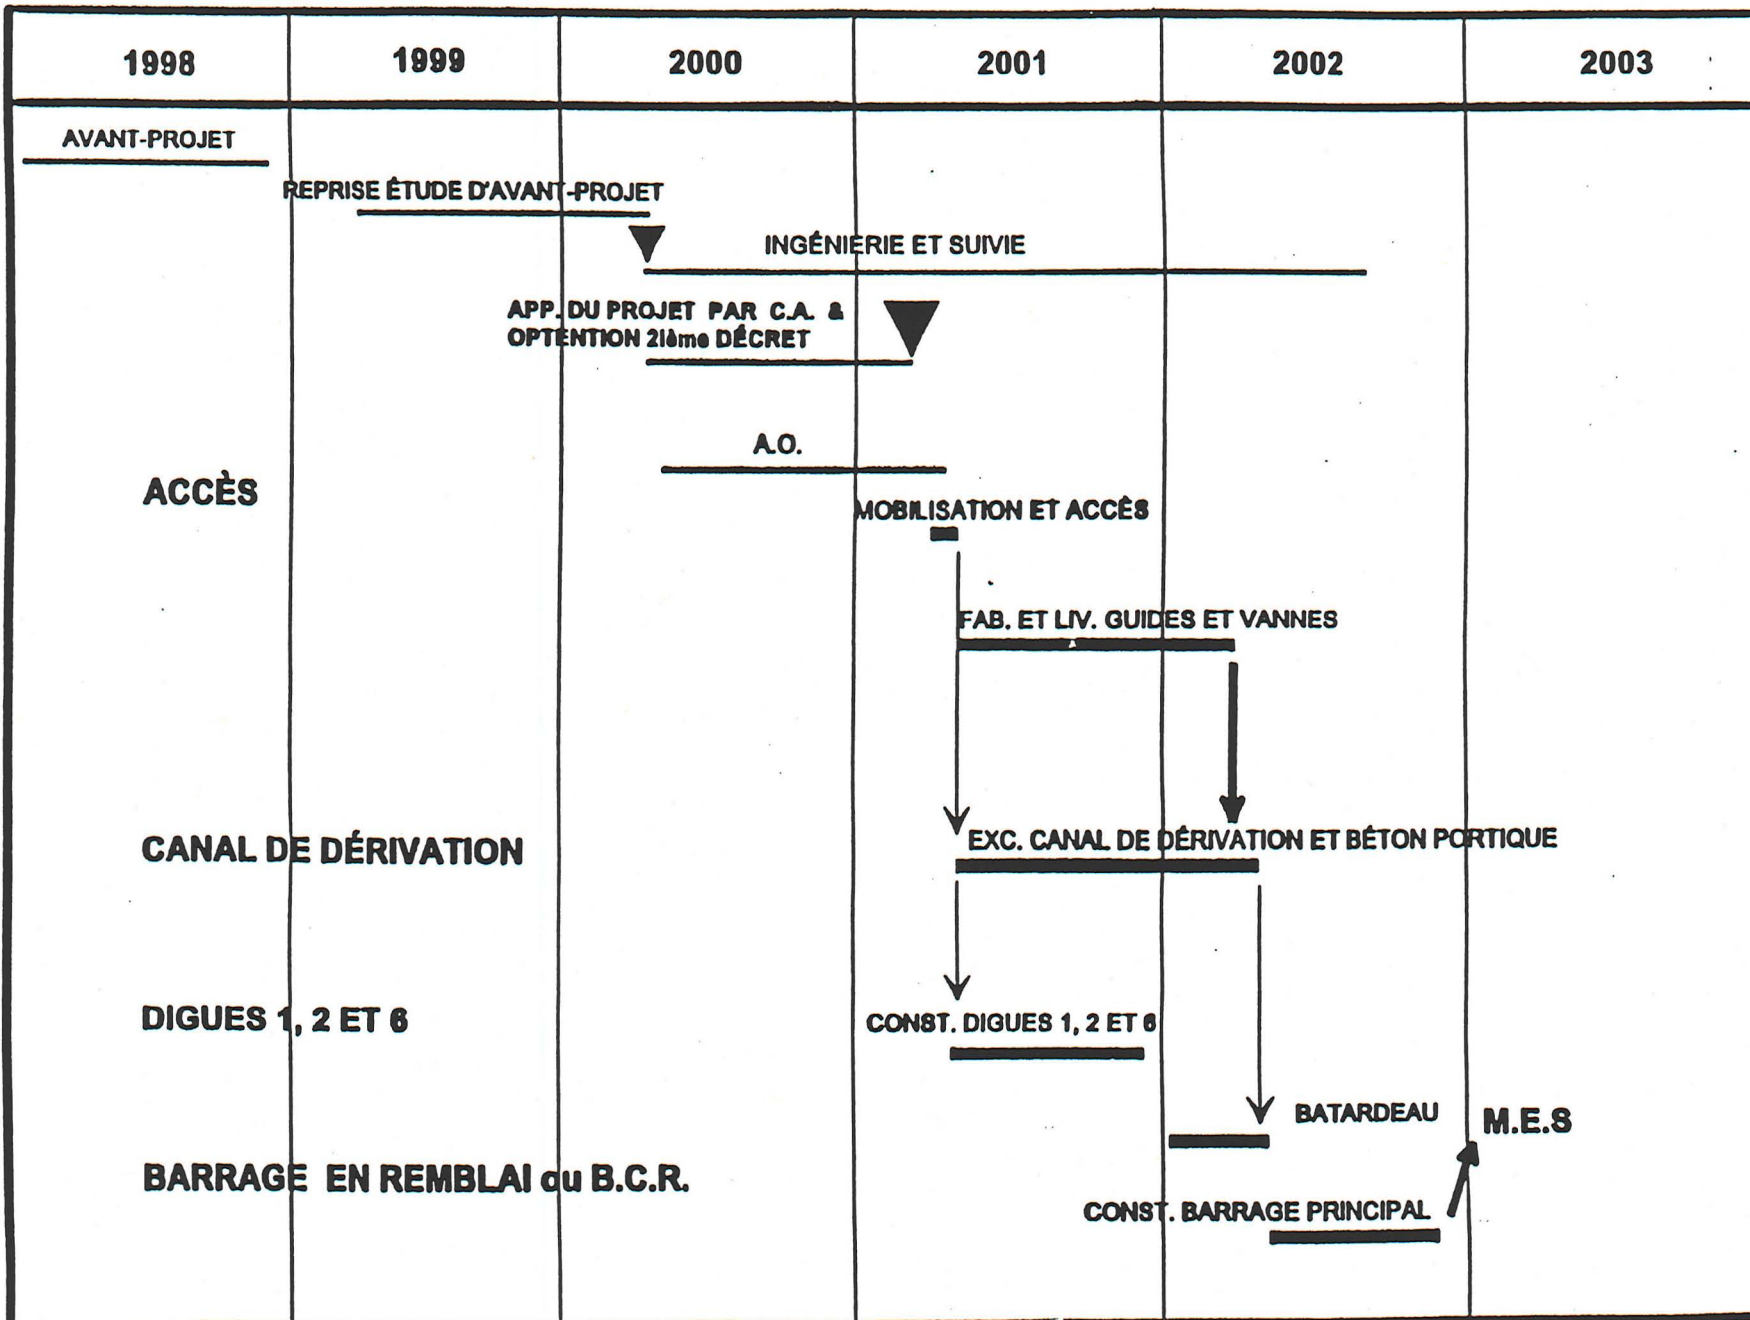 1998 1999 2000 2001 2002 2003
AVANT-PROJET
REPRISE ÉTUDE D'AVANT-PROJET
INGÉNIERIE ET SUIVIE
APP. DU PROJET PAR C.A. &
OPTENTION 2ième DÉCRET
A.O.
ACCÈS
MOBILISATION ET ACCÈS
FAB. ET LIV. GUIDES ET VANNES
EXC. CANAL DE DÉRIVATION ET BÉTON PORTIQUE
CANAL DE DÉRIVATION
DIGUES 1, 2 ET 6
CONST. DIGUES 1, 2 ET 6
BATARDEAU
M.E.S
BARRAGE EN REMBLAI ou B.C.R.
CONST. BARRAGE PRINCIPAL